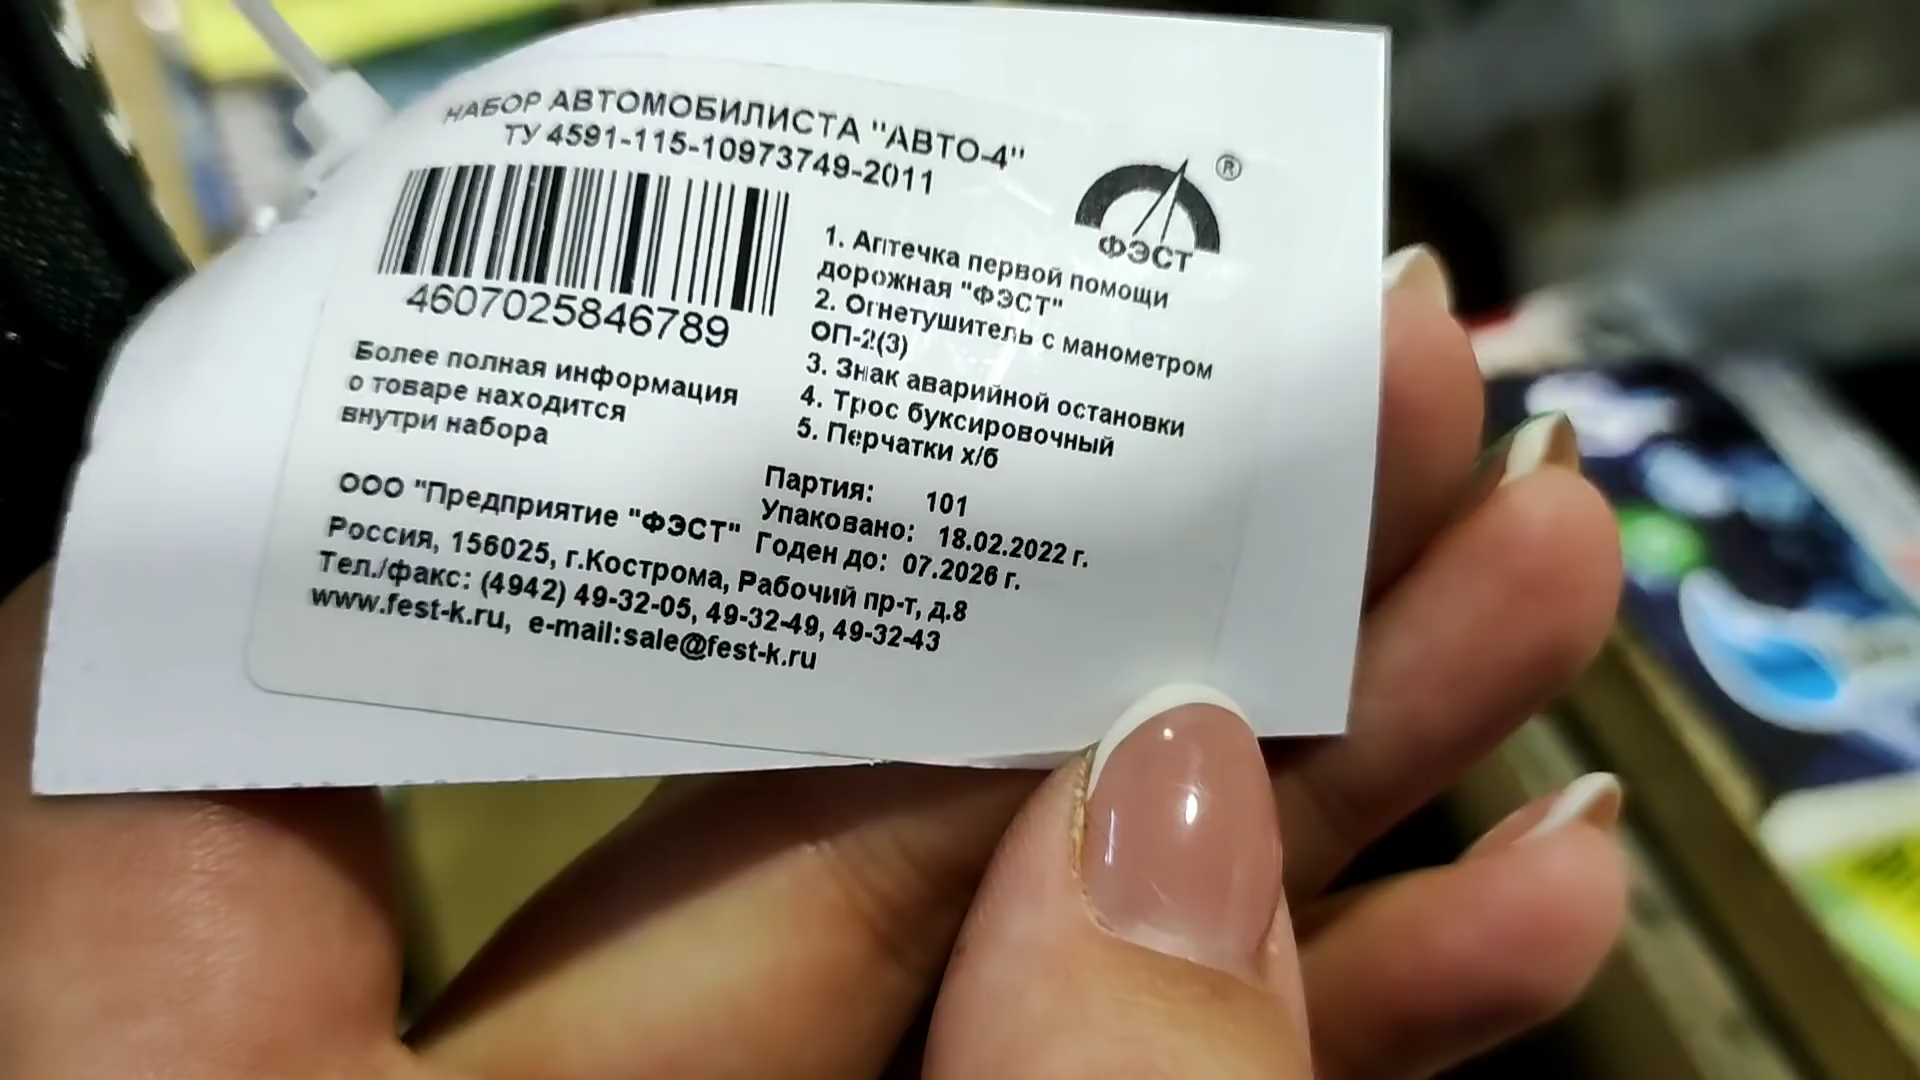 НАБОР АВТОМОБИЛИСТА "АВТО-4"
ТУ 4591-115-10973749-2011
®
ФЭСТ
4607025846789
Более полная информация
о товаре находится
внутри набора
1. Аптечка первой помощи
дорожная "ФЭСТ"
2. Огнетушитель с манометром
ОП-2(3)
3. Знак аварийной остановки
4. Трос буксировочный
5. Перчатки х/б
Партия: 101
Упаковано: 18.02.2022 г.
Годен до: 07.2026 г.
ООО "Предприятие "ФЭСТ"
Россия, 156025, г.Кострома, Рабочий пр-т, д.8
Тел./факс: (4942) 49-32-05, 49-32-49, 49-32-43
www.fest-k.ru, e-mail:sale@fest-k.ru